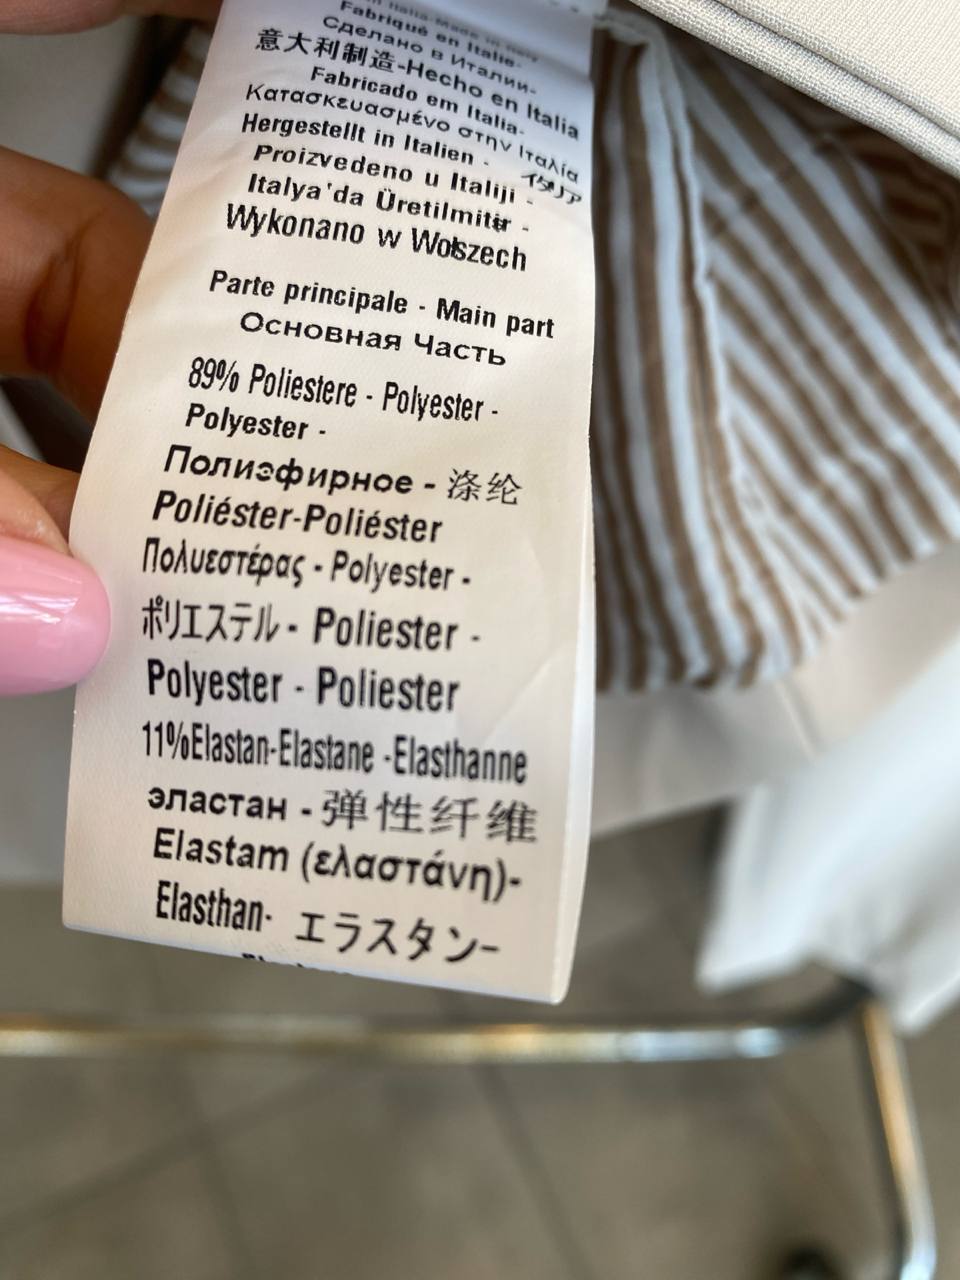 Fabriqué en Italie-
Сделано в Италии-
意大利制造-Hecho en Italia
Fabricado em Italia-
Κατασκευασμένο στην Ιταλία
Hergestellt in Italien - イタリア
Proizvedeno u Italiji -
Italya'da Üretilmitir -
Wykonano w Wołszech
Parte principale - Main part
Основная Часть
89% Poliestere - Polyester -
Polyester -
Полиэфирное - 涤纶
Poliéster-Poliéster
Πολυεστέρας - Polyester -
ポリエステル - Poliester -
Polyester - Poliester
11%Elastan-Elastane -Elasthanne
эластан - 弹性纤维
Elastam (ελαστάνη)-
Elasthan- エラスタン-